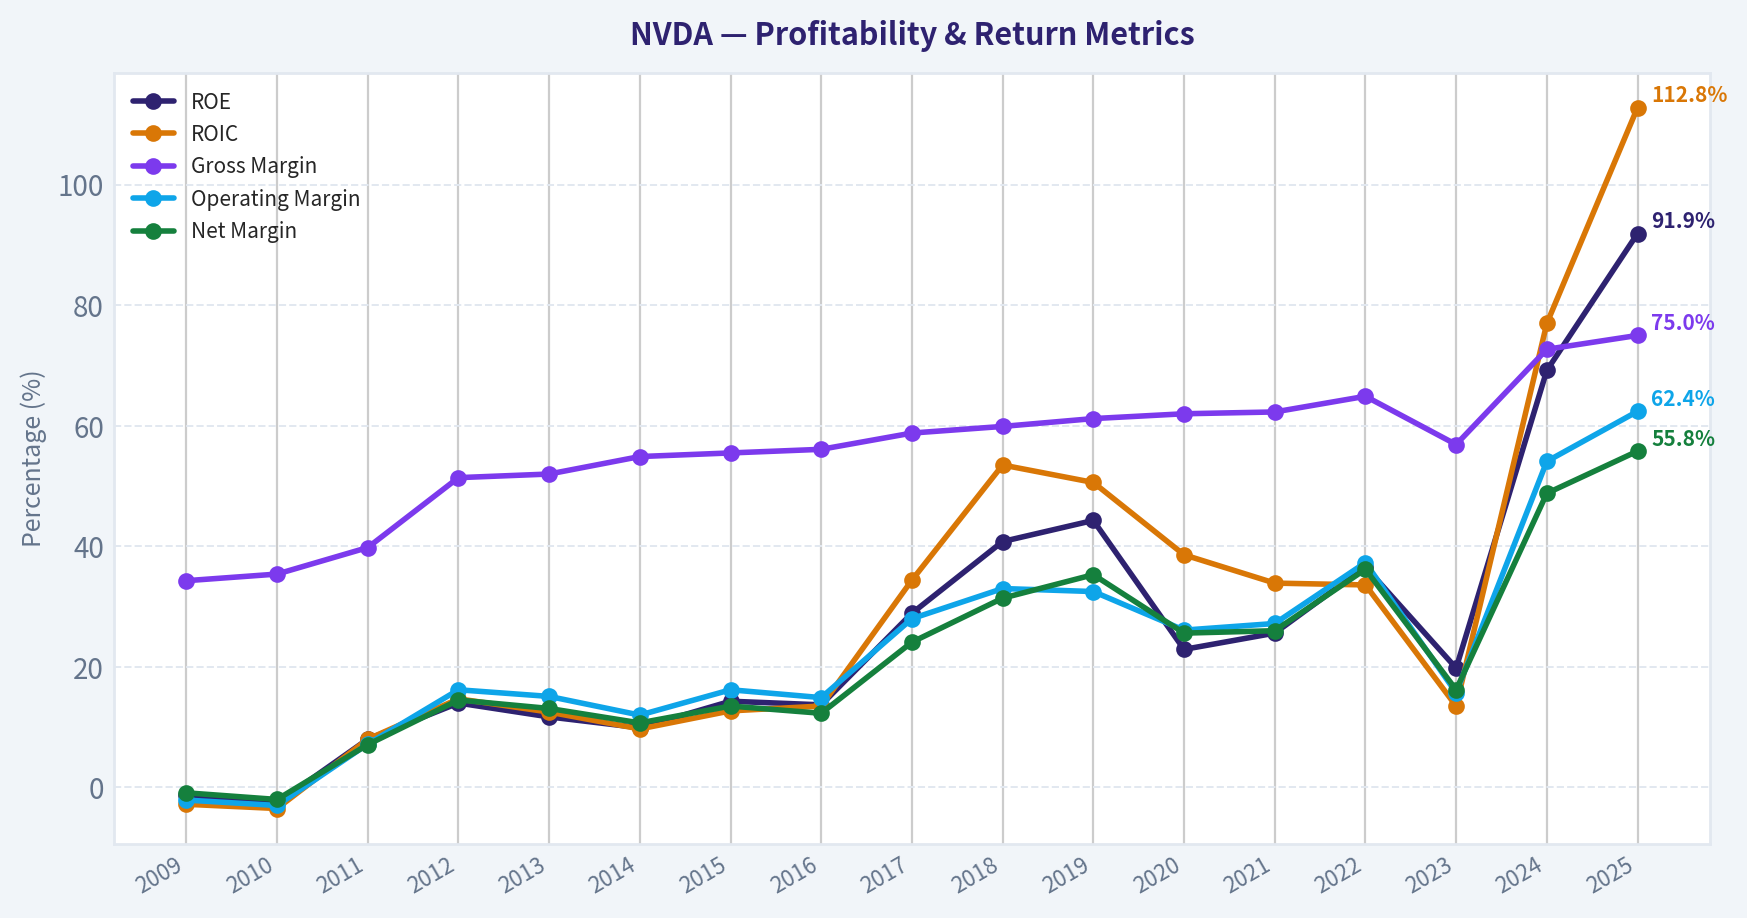 NVDA — Profitability & Return Metrics
ROE
ROIC
Gross Margin
Operating Margin
Net Margin
112.8%
91.9%
75.0%
62.4%
55.8%
Percentage (%)
100
80
60
40
20
0
2009 2010 2011 2012 2013 2014 2015 2016 2017 2018 2019 2020 2021 2022 2023 2024 2025